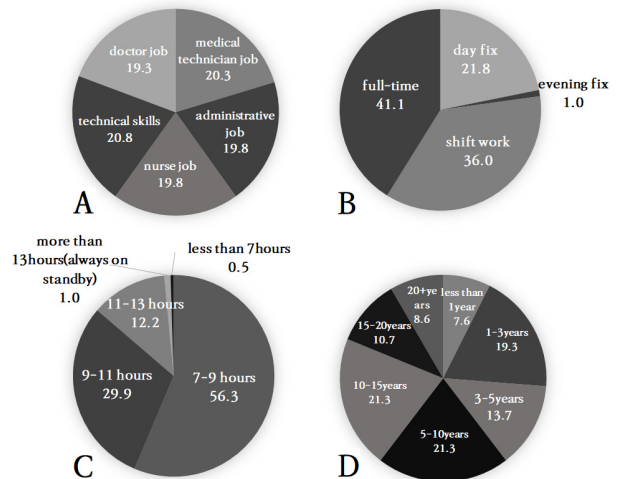 doctor job
19.3
medical
technician job
20.3
technical skills
20.8
administrative
job
19.8
nurse job
19.8
A
full-time
41.1
day fix
21.8
evening fix
1.0
shift work
36.0
B
more than
13hours(always on
standby)
1.0
less than 7hours
0.5
11-13 hours
12.2
9-11 hours
29.9
7-9 hours
56.3
C
20+ye
ars
8.6
less than
1year
7.6
15-20years
10.7
1-3years
19.3
10-15years
21.3
3-5years
13.7
5-10years
21.3
D